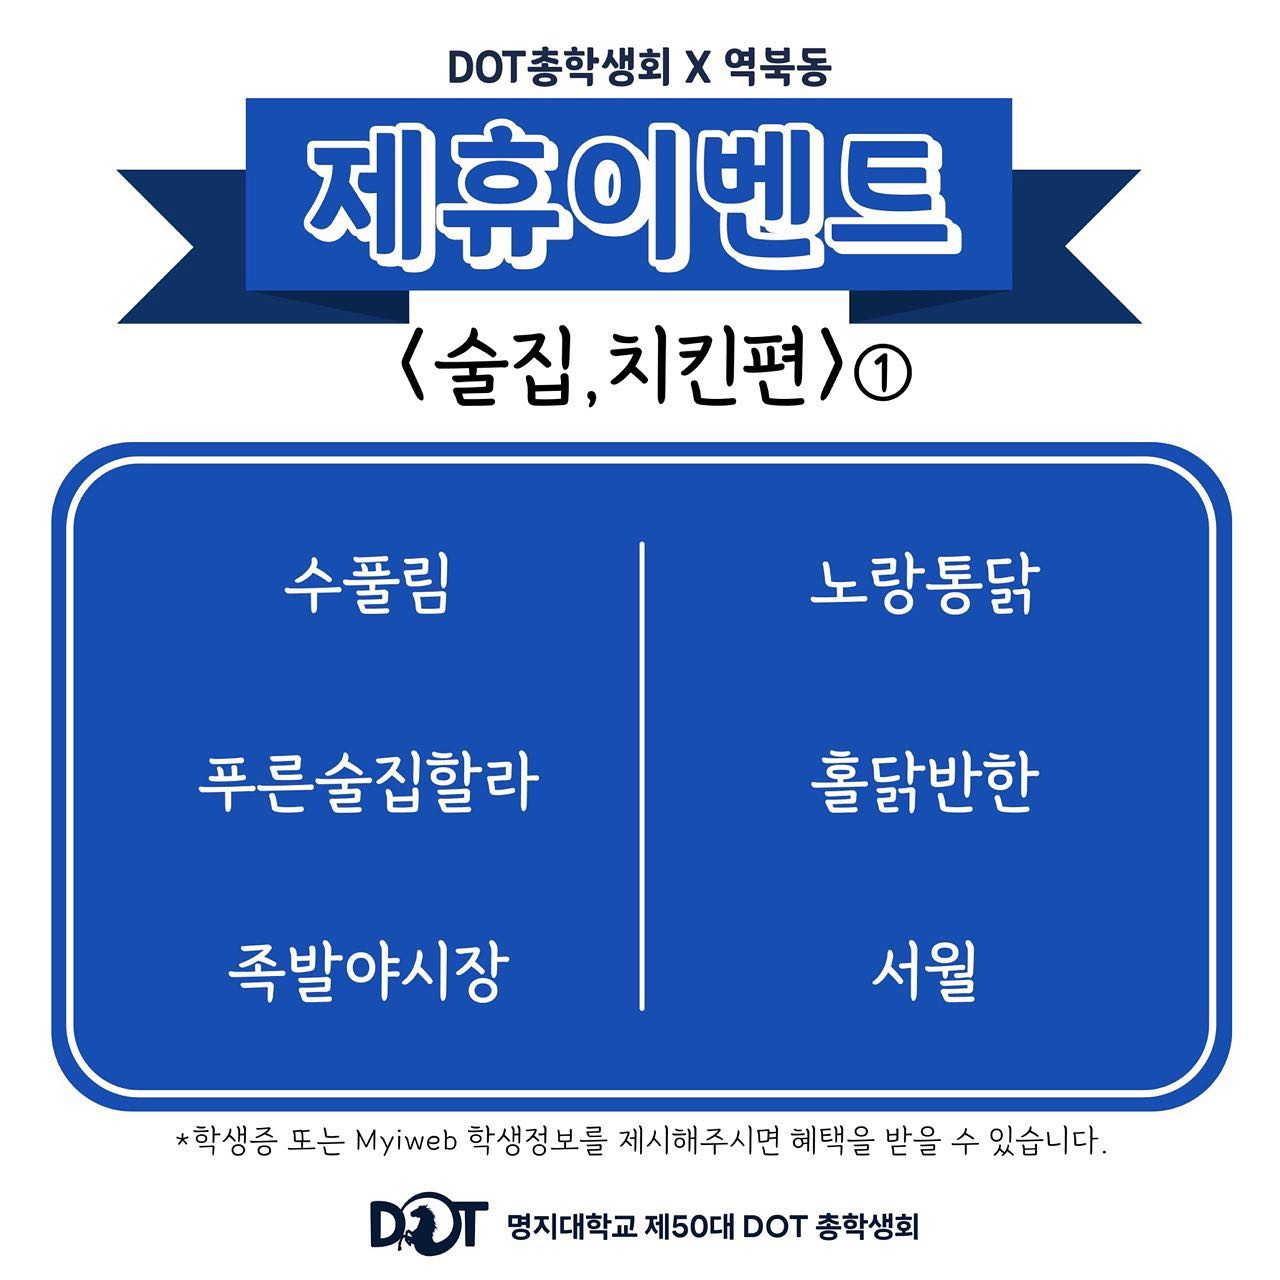 DOT총학생회 X 역북동
제휴이벤트
<술집,치킨편>①
수풀림
노랑통닭
푸른술집할라
홀닭반한
족발야시장
서월
*학생증 또는 Myiweb 학생정보를 제시해주시면 혜택을 받을 수 있습니다.
DOT 명지대학교 제50대 DOT 총학생회